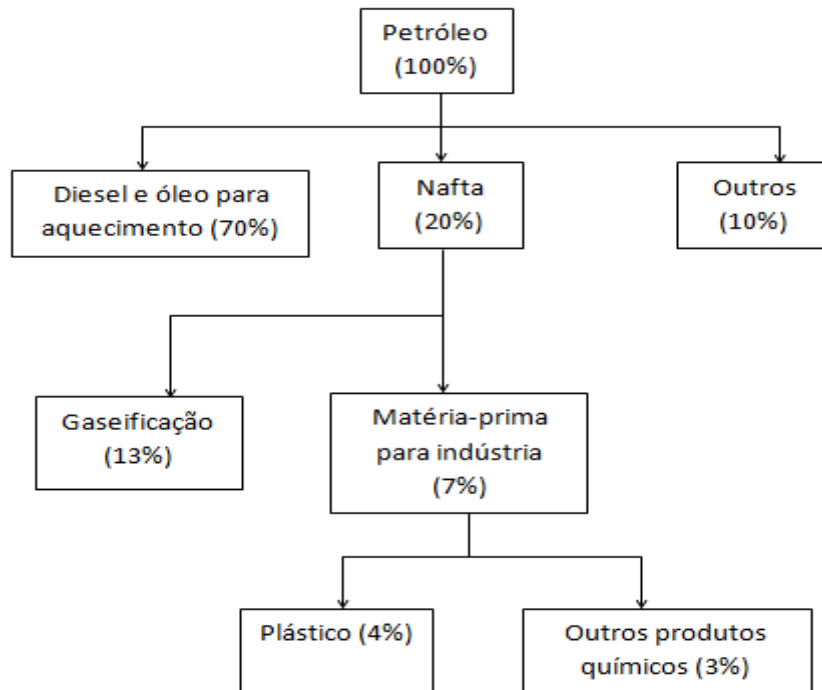 Petróleo
(100%)
Diesel e óleo para
aquecimento (70%)
Nafta
(20%)
Outros
(10%)
Gaseificação
(13%)
Matéria-prima
para indústria
(7%)
Plástico (4%)
Outros produtos
químicos (3%)